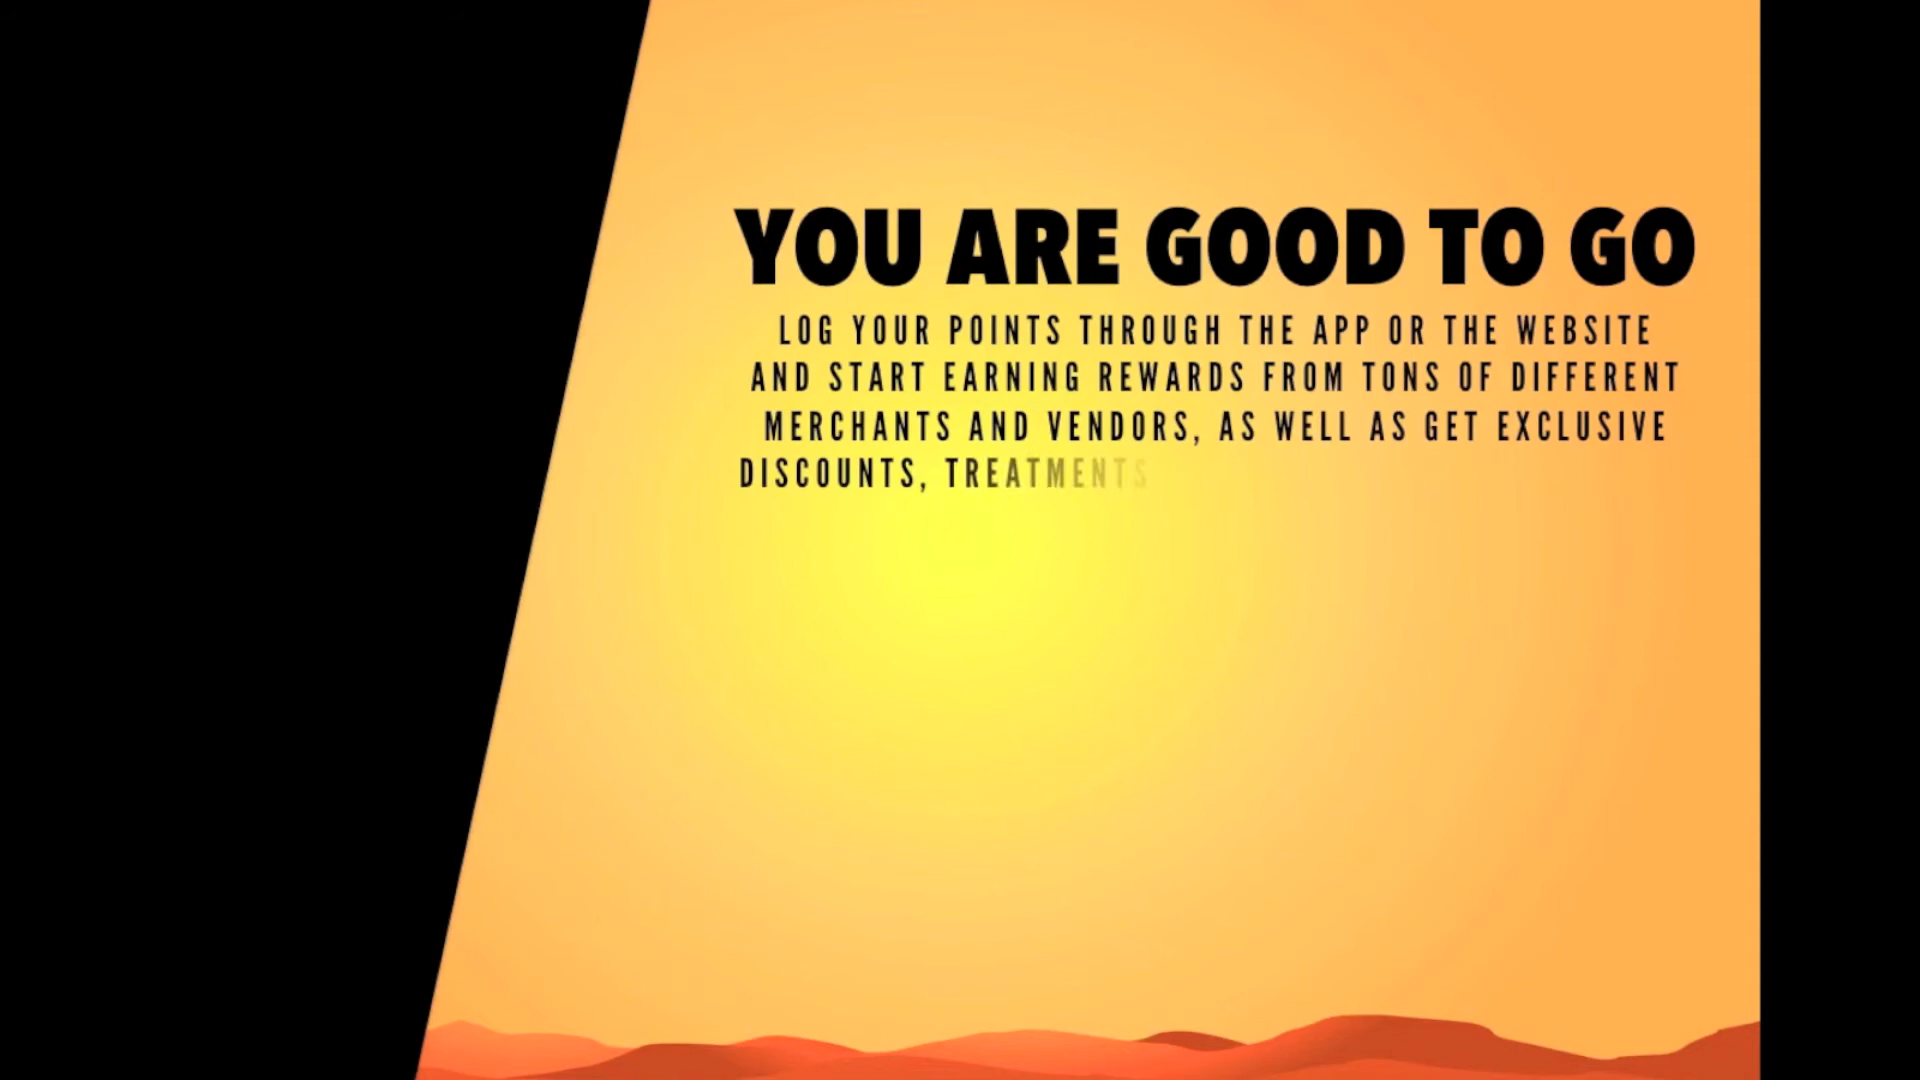 YOU ARE GOOD TO GO
LOG YOUR POINTS THROUGH THE APP OR THE WEBSITE
AND START EARNING REWARDS FROM TONS OF DIFFERENT
MERCHANTS AND VENDORS, AS WELL AS GET EXCLUSIVE
DISCOUNTS, TREATMENTS